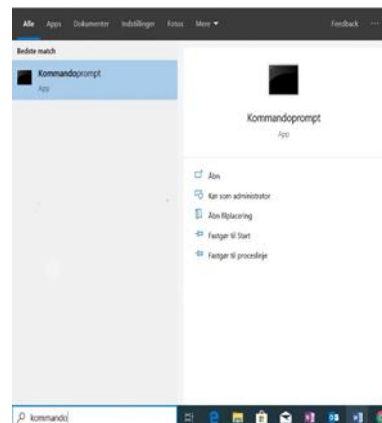 Alle Apps Dokumenter Indstillinger Fotos Mere Feedback
Bedste match
Kommandoprompt
App
Kommandoprompt
App
Åbn
Kør som administrator
Åbn filplacering
Fastgør til Start
Fastgør til proceslinje
kommando